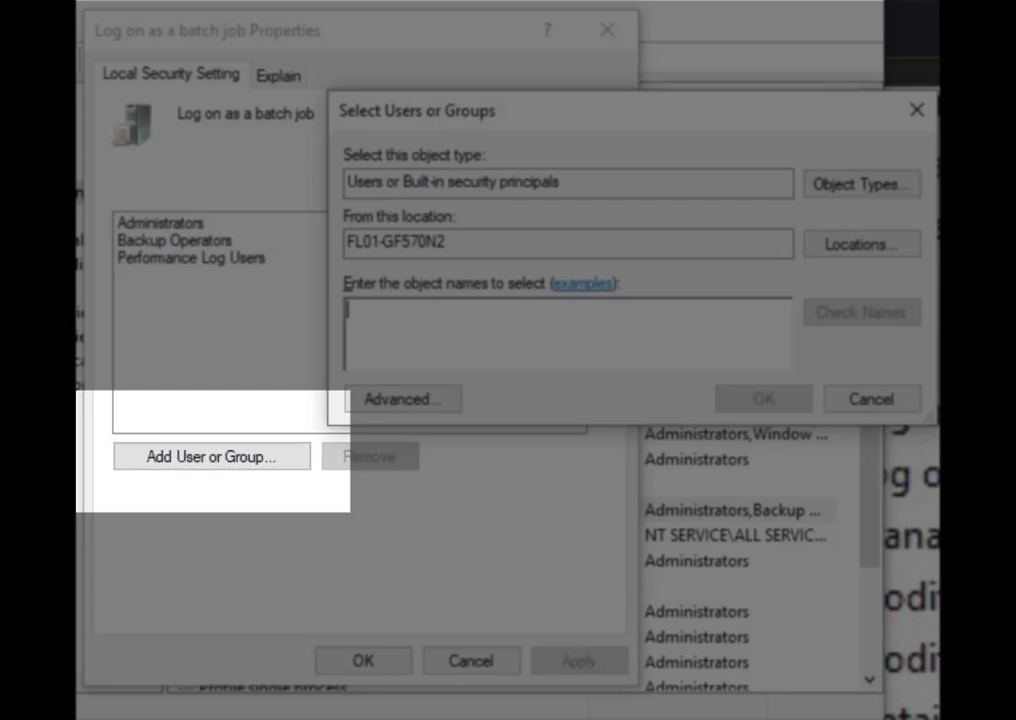 Log on as a batch job Properties
Local Security Setting
Explain
Log on as a batch job
Administrators
Backup Operators
Performance Log Users
Add User or Group...
Remove
OK
Cancel
Apply
Select Users or Groups
Select this object type:
Users or Built-in security principals
Object Types...
From this location:
FL01-GF570N2
Locations...
Enter the object names to select (examples):
Check Names
Advanced...
OK
Cancel
Administrators,Window ...
Administrators
Administrators,Backup ...
NT SERVICE\ALL SERVIC...
Administrators
Administrators
Administrators
Administrators
Administrators
Profile single process